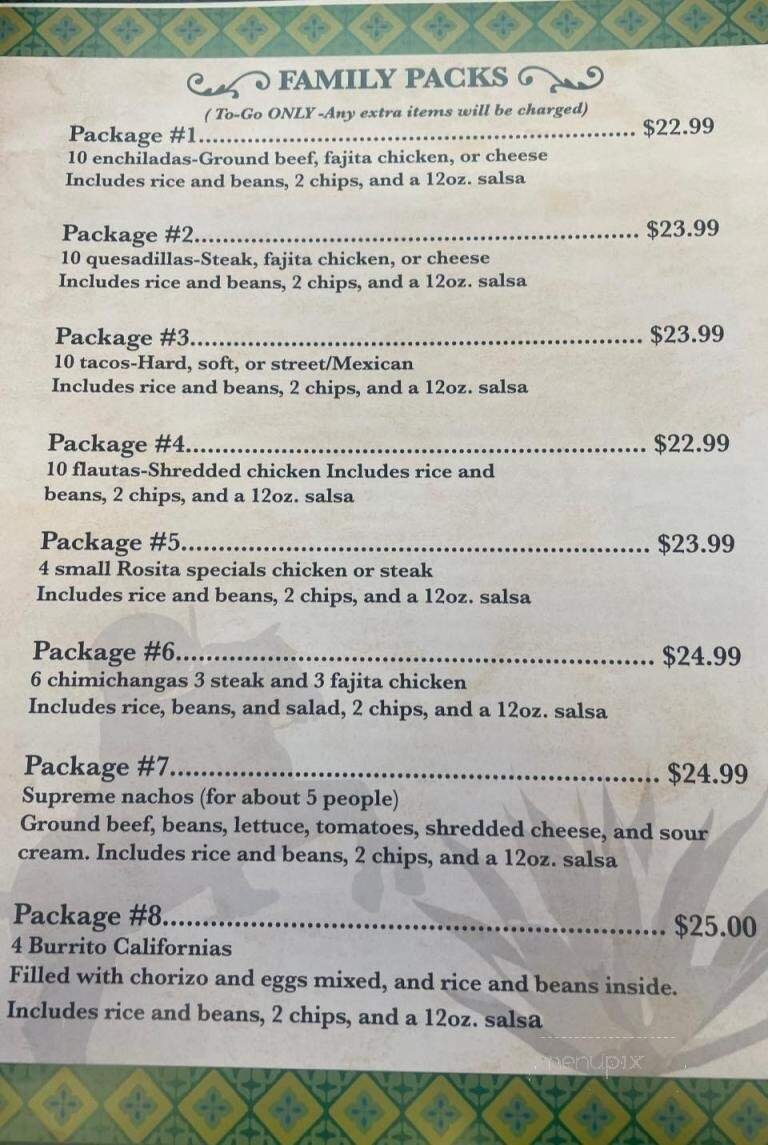 FAMILY PACKS
( To-Go ONLY -Any extra items will be charged)
Package #1.......................................................... $22.99
10 enchiladas-Ground beef, fajita chicken, or cheese
Includes rice and beans, 2 chips, and a 12oz. salsa
Package #2.......................................................... $23.99
10 quesadillas-Steak, fajita chicken, or cheese
Includes rice and beans, 2 chips, and a 12oz. salsa
Package #3.......................................................... $23.99
10 tacos-Hard, soft, or street/Mexican
Includes rice and beans, 2 chips, and a 12oz. salsa
Package #4.......................................................... $22.99
10 flautas-Shredded chicken Includes rice and
beans, 2 chips, and a 12oz. salsa
Package #5.......................................................... $23.99
4 small Rosita specials chicken or steak
Includes rice and beans, 2 chips, and a 12oz. salsa
Package #6.......................................................... $24.99
6 chimichangas 3 steak and 3 fajita chicken
Includes rice, beans, and salad, 2 chips, and a 12oz. salsa
Package #7.......................................................... $24.99
Supreme nachos (for about 5 people)
Ground beef, beans, lettuce, tomatoes, shredded cheese, and sour
cream. Includes rice and beans, 2 chips, and a 12oz. salsa
Package #8.......................................................... $25.00
4 Burrito Californias
Filled with chorizo and eggs mixed, and rice and beans inside.
Includes rice and beans, 2 chips, and a 12oz. salsa
menupix